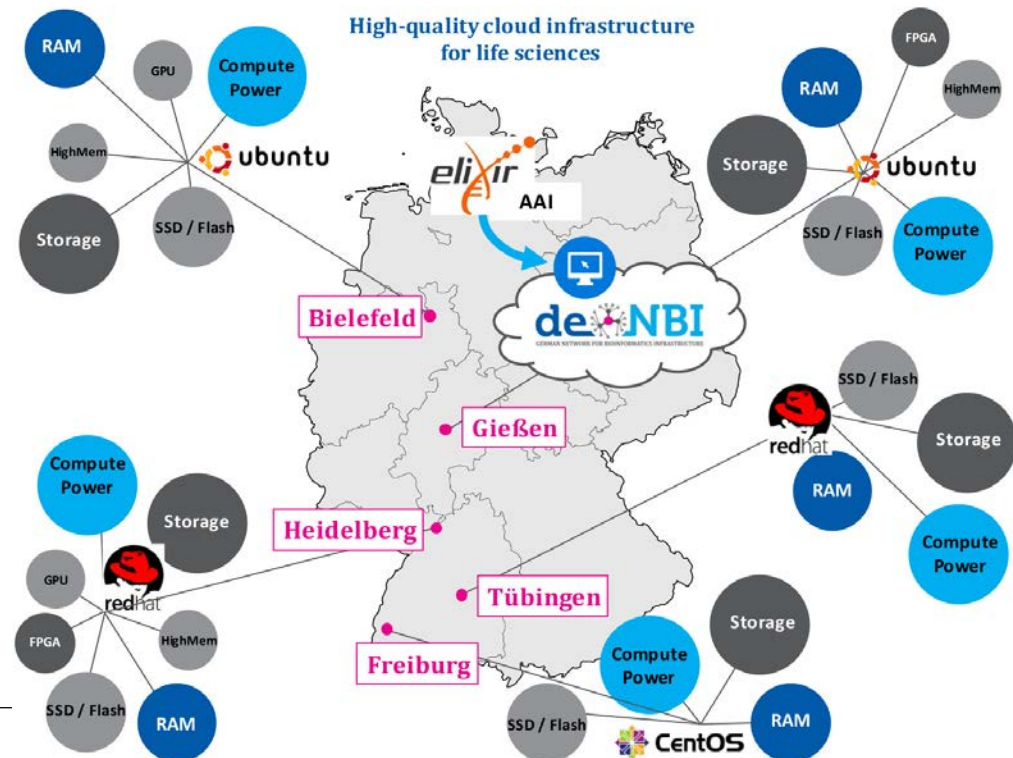 High-quality cloud infrastructure
for life sciences
RAM
GPU
Compute
Power
HighMem
ubuntu
Storage
SSD / Flash
FPGA
RAM
HighMem
Storage
ubuntu
SSD / Flash
Compute
Power
elixir
AAI
de NBI
GERMAN NETWORK FOR BIOINFORMATICS INFRASTRUCTURE
Bielefeld
Gießen
Heidelberg
Tübingen
Freiburg
SSD / Flash
redhat
Storage
RAM
Compute
Power
Compute
Power
Storage
GPU
redhat
FPGA
HighMem
SSD / Flash
RAM
Compute
Power
Storage
SSD / Flash
RAM
CentOS